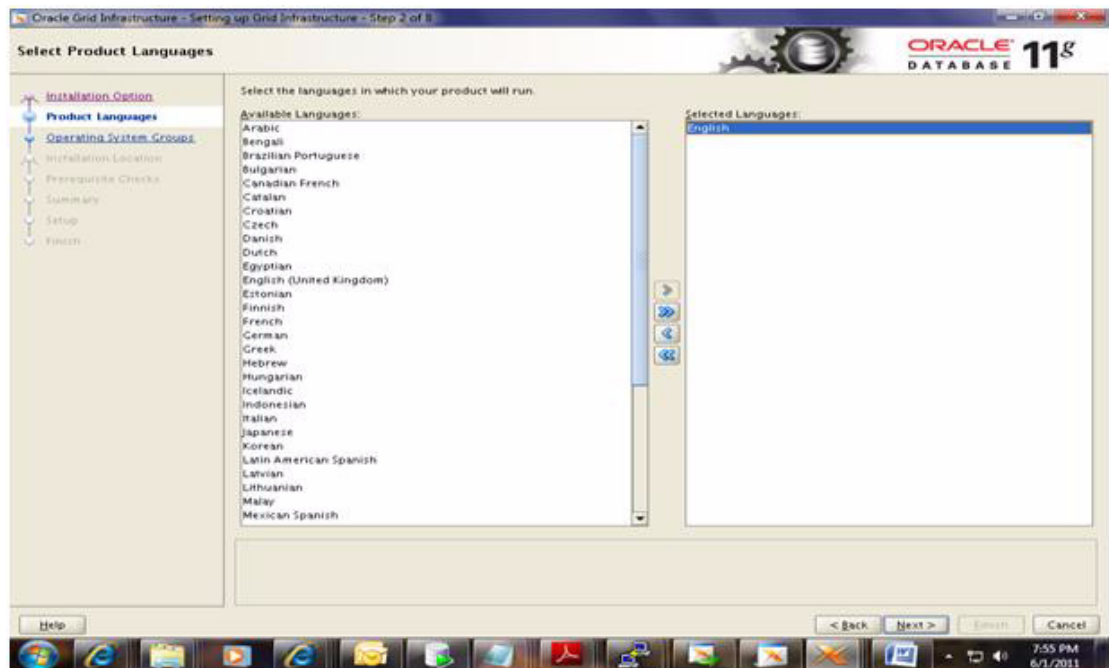 Oracle Grid Infrastructure - Setting up Grid Infrastructure - Step 2 of 8
Select Product Languages
ORACLE
DATABASE
11g
Installation Option
Product Languages
Operating System Groups
Installation Location
Prerequisite Checks
Summary
Setup
Finish
Select the languages in which your product will run.
Available Languages:
Arabic
Bengali
Brazilian Portuguese
Bulgarian
Canadian French
Catalan
Croatian
Czech
Danish
Dutch
Egyptian
English (United Kingdom)
Estonian
Finnish
French
German
Greek
Hebrew
Hungarian
Icelandic
Indonesian
Italian
Japanese
Korean
Latin American Spanish
Latvian
Lithuanian
Malay
Mexican Spanish
Selected Languages:
English
Help
< Back
Next >
Finish
Cancel
7:55 PM
6/1/2011